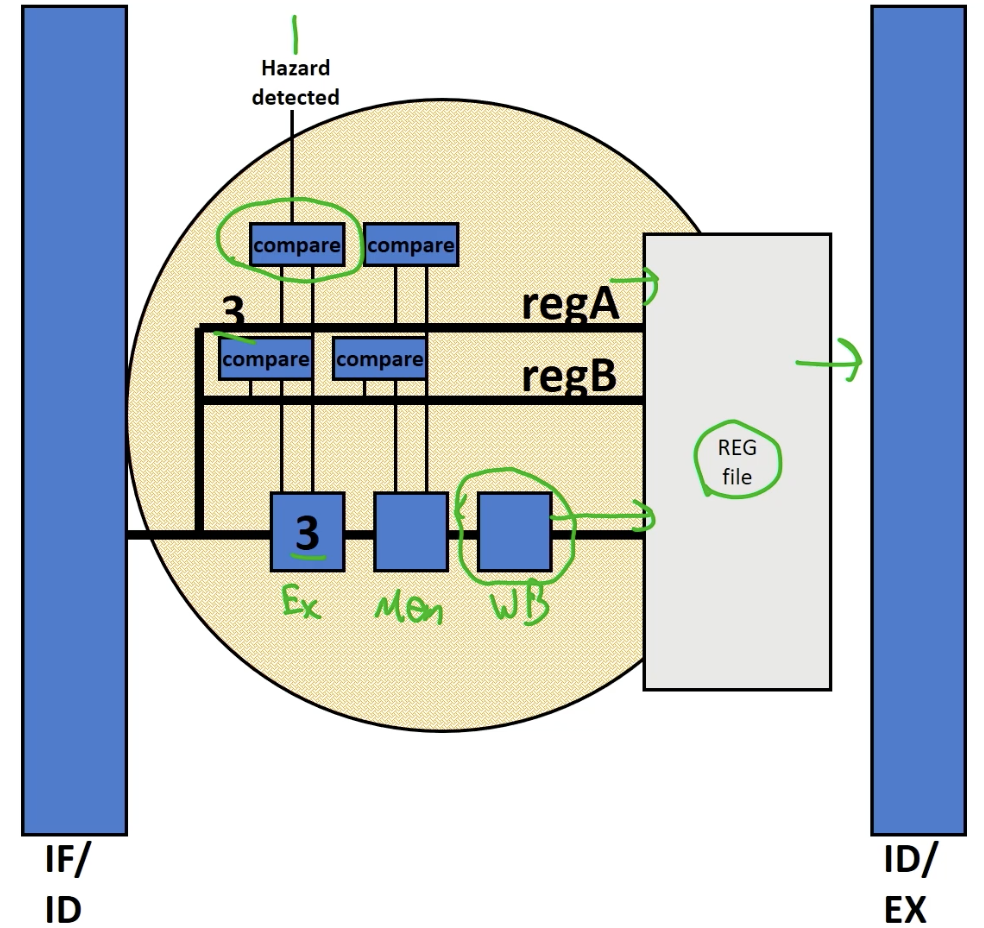 1
Hazard
detected
compare
compare
3
regA
compare
compare
regB
REG
file
3
Ex
Mem
WB
IF/
ID
ID/
EX